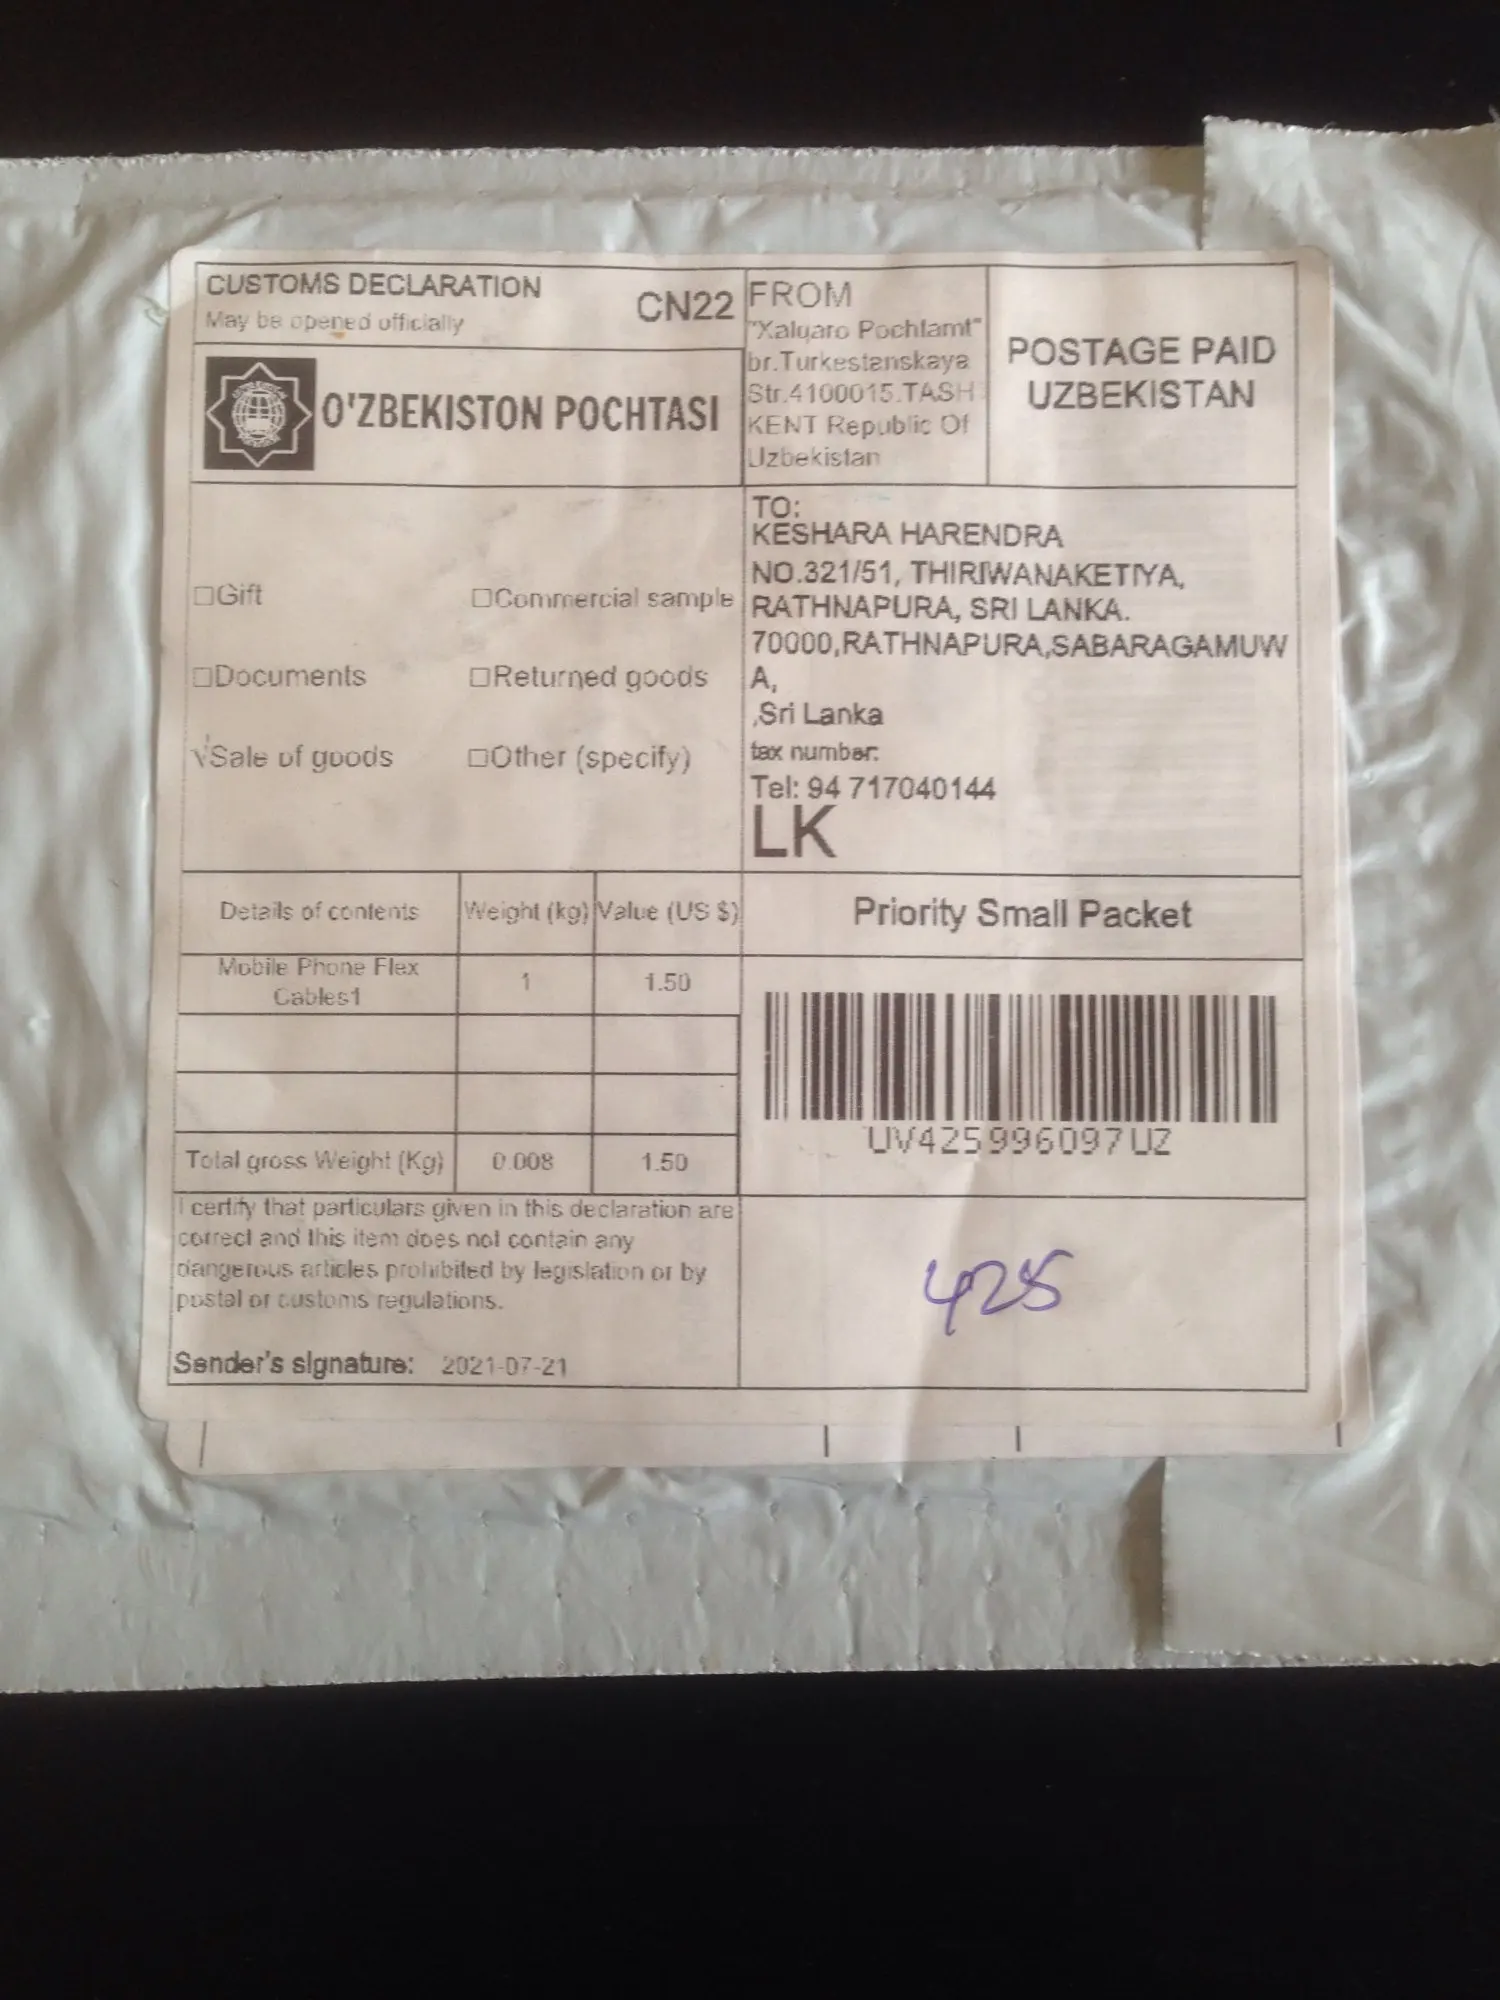 CUSTOMS DECLARATION
May be opened officially
CN22
O'ZBEKISTON POCHTASI
FROM
"Xalqaro Pochtamt"
br.Turkestanskaya
Str.4100015.TASH
KENT Republic Of
Uzbekistan
POSTAGE PAID
UZBEKISTAN
□Gift
□Commercial sample
□Documents
□Returned goods
√Sale of goods
□Other (specify)
TO:
KESHARA HARENDRA
NO.321/51, THIRIWANAKETIYA,
RATHNAPURA, SRI LANKA.
70000,RATHNAPURA,SABARAGAMUW
A,
,Sri Lanka
tax number:
Tel: 94 717040144
LK
Details of contents
Weight (kg)
Value (US $)
Mobile Phone Flex
Cables1
1
1.50
Total gross Weight (Kg)
0.008
1.50
I certify that particulars given in this declaration are
correct and this item does not contain any
dangerous articles prohibited by legislation or by
postal or customs regulations.
Sender's signature: 2021-07-21
Priority Small Packet
UV425996097UZ
425